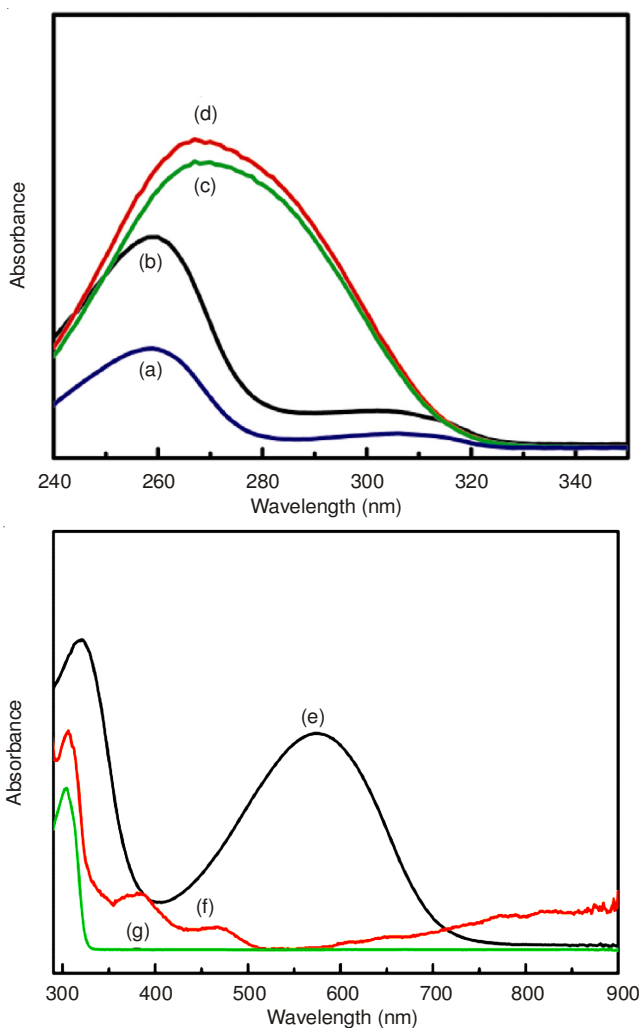 (d)
(c)
(b)
(a)
Absorbance
240 260 280 300 320 340
Wavelength (nm)
(e)
(f)
(g)
Absorbance
300 400 500 600 700 800 900
Wavelength (nm)